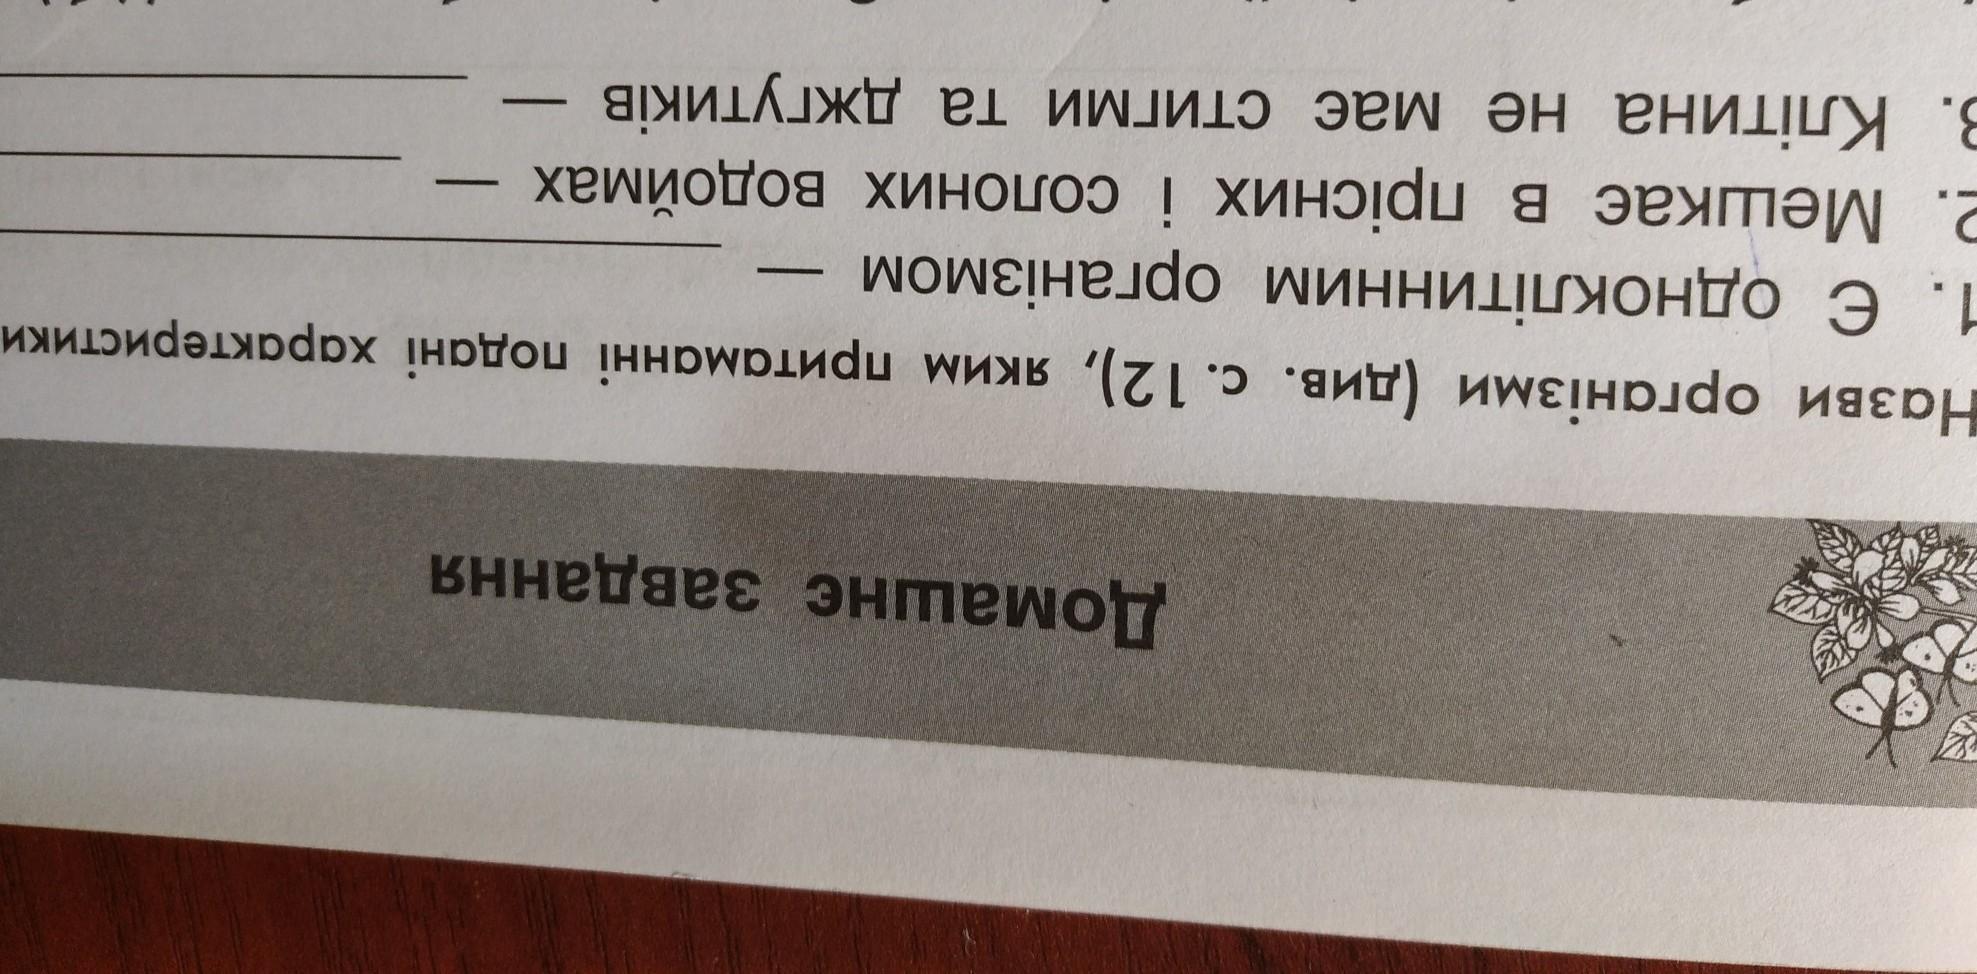 Домашнє завдання
Назви організми (див. с. 12), яким притаманні подані характеристики
1. Є одноклітинним організмом —
2. Мешкає в прісних і солоних водоймах —
3. Клітина не має стигми та джгутиків —